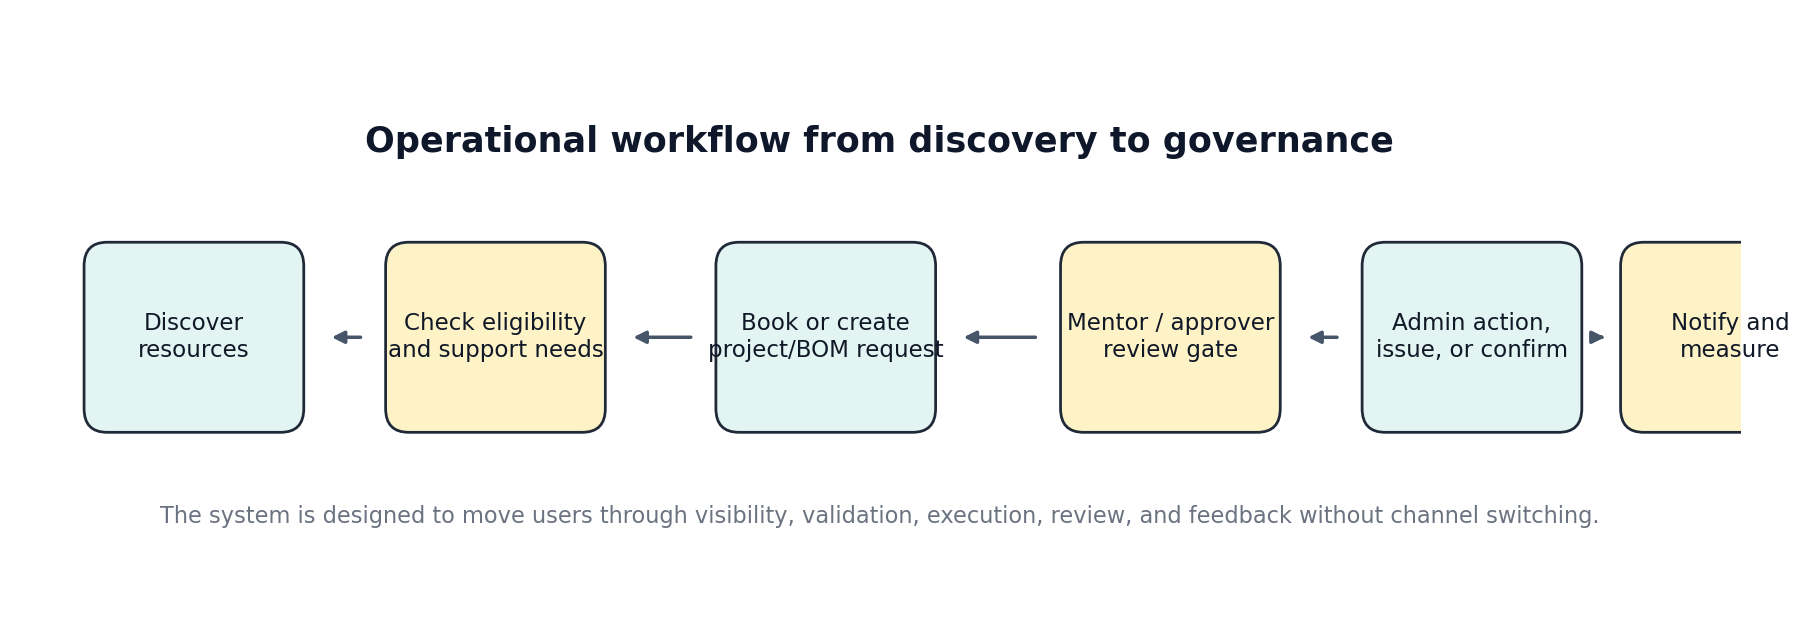 Operational workflow from discovery to governance
Discover
resources
Check eligibility
and support needs
Book or create
project/BOM request
Mentor / approver
review gate
Admin action,
issue, or confirm
Notify and
measure
The system is designed to move users through visibility, validation, execution, review, and feedback without channel switching.